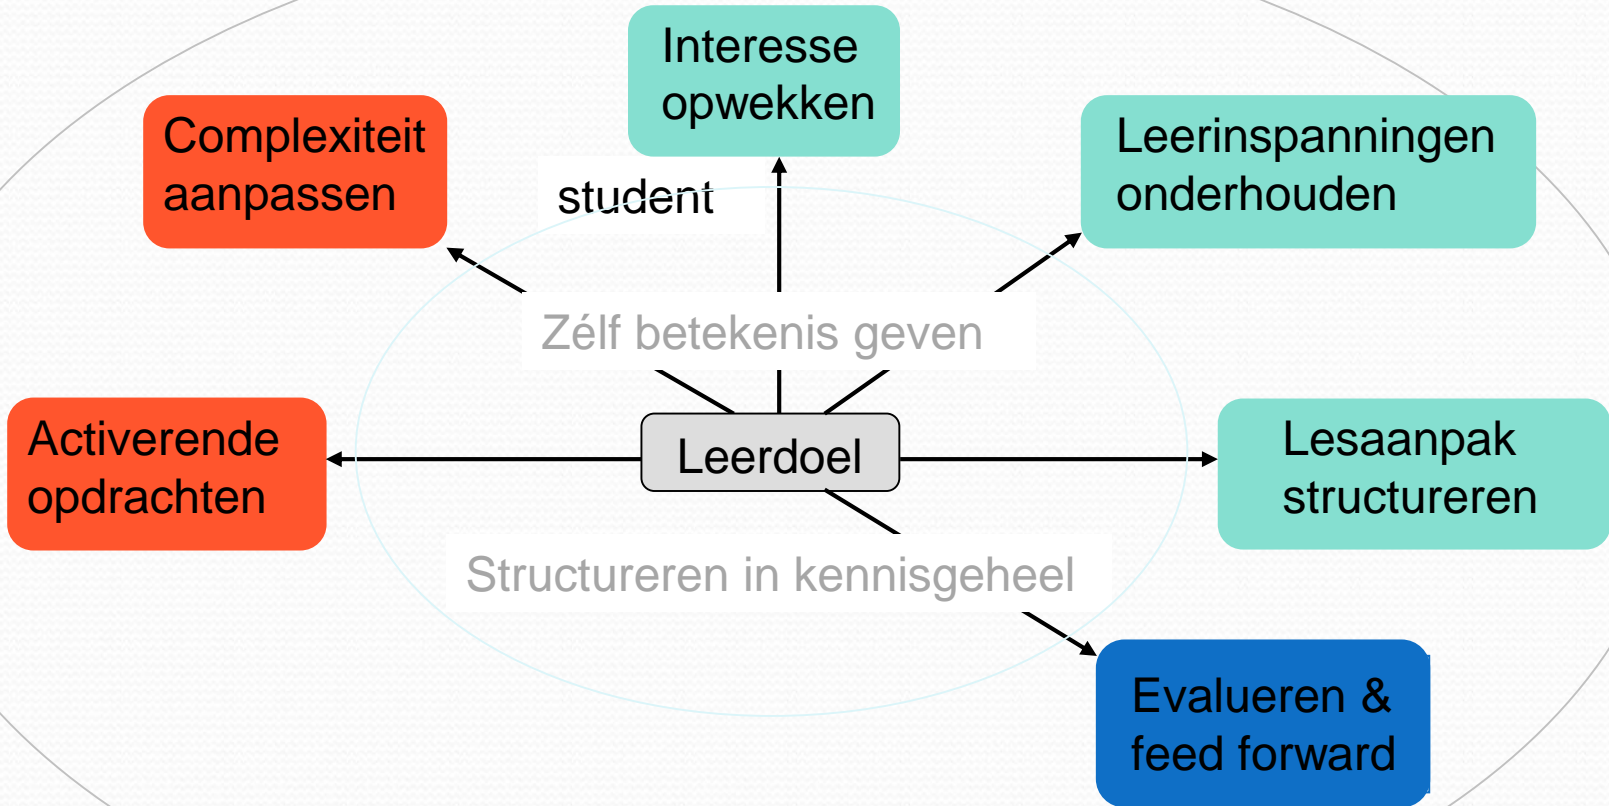 Interesse
opwekken
Complexiteit
aanpassen
Leerinspanningen
onderhouden
student
Zélf betekenis geven
Activerende
opdrachten
Leerdoel
Lesaanpak
structureren
Structureren in kennisgeheel
Evalueren &
feed forward